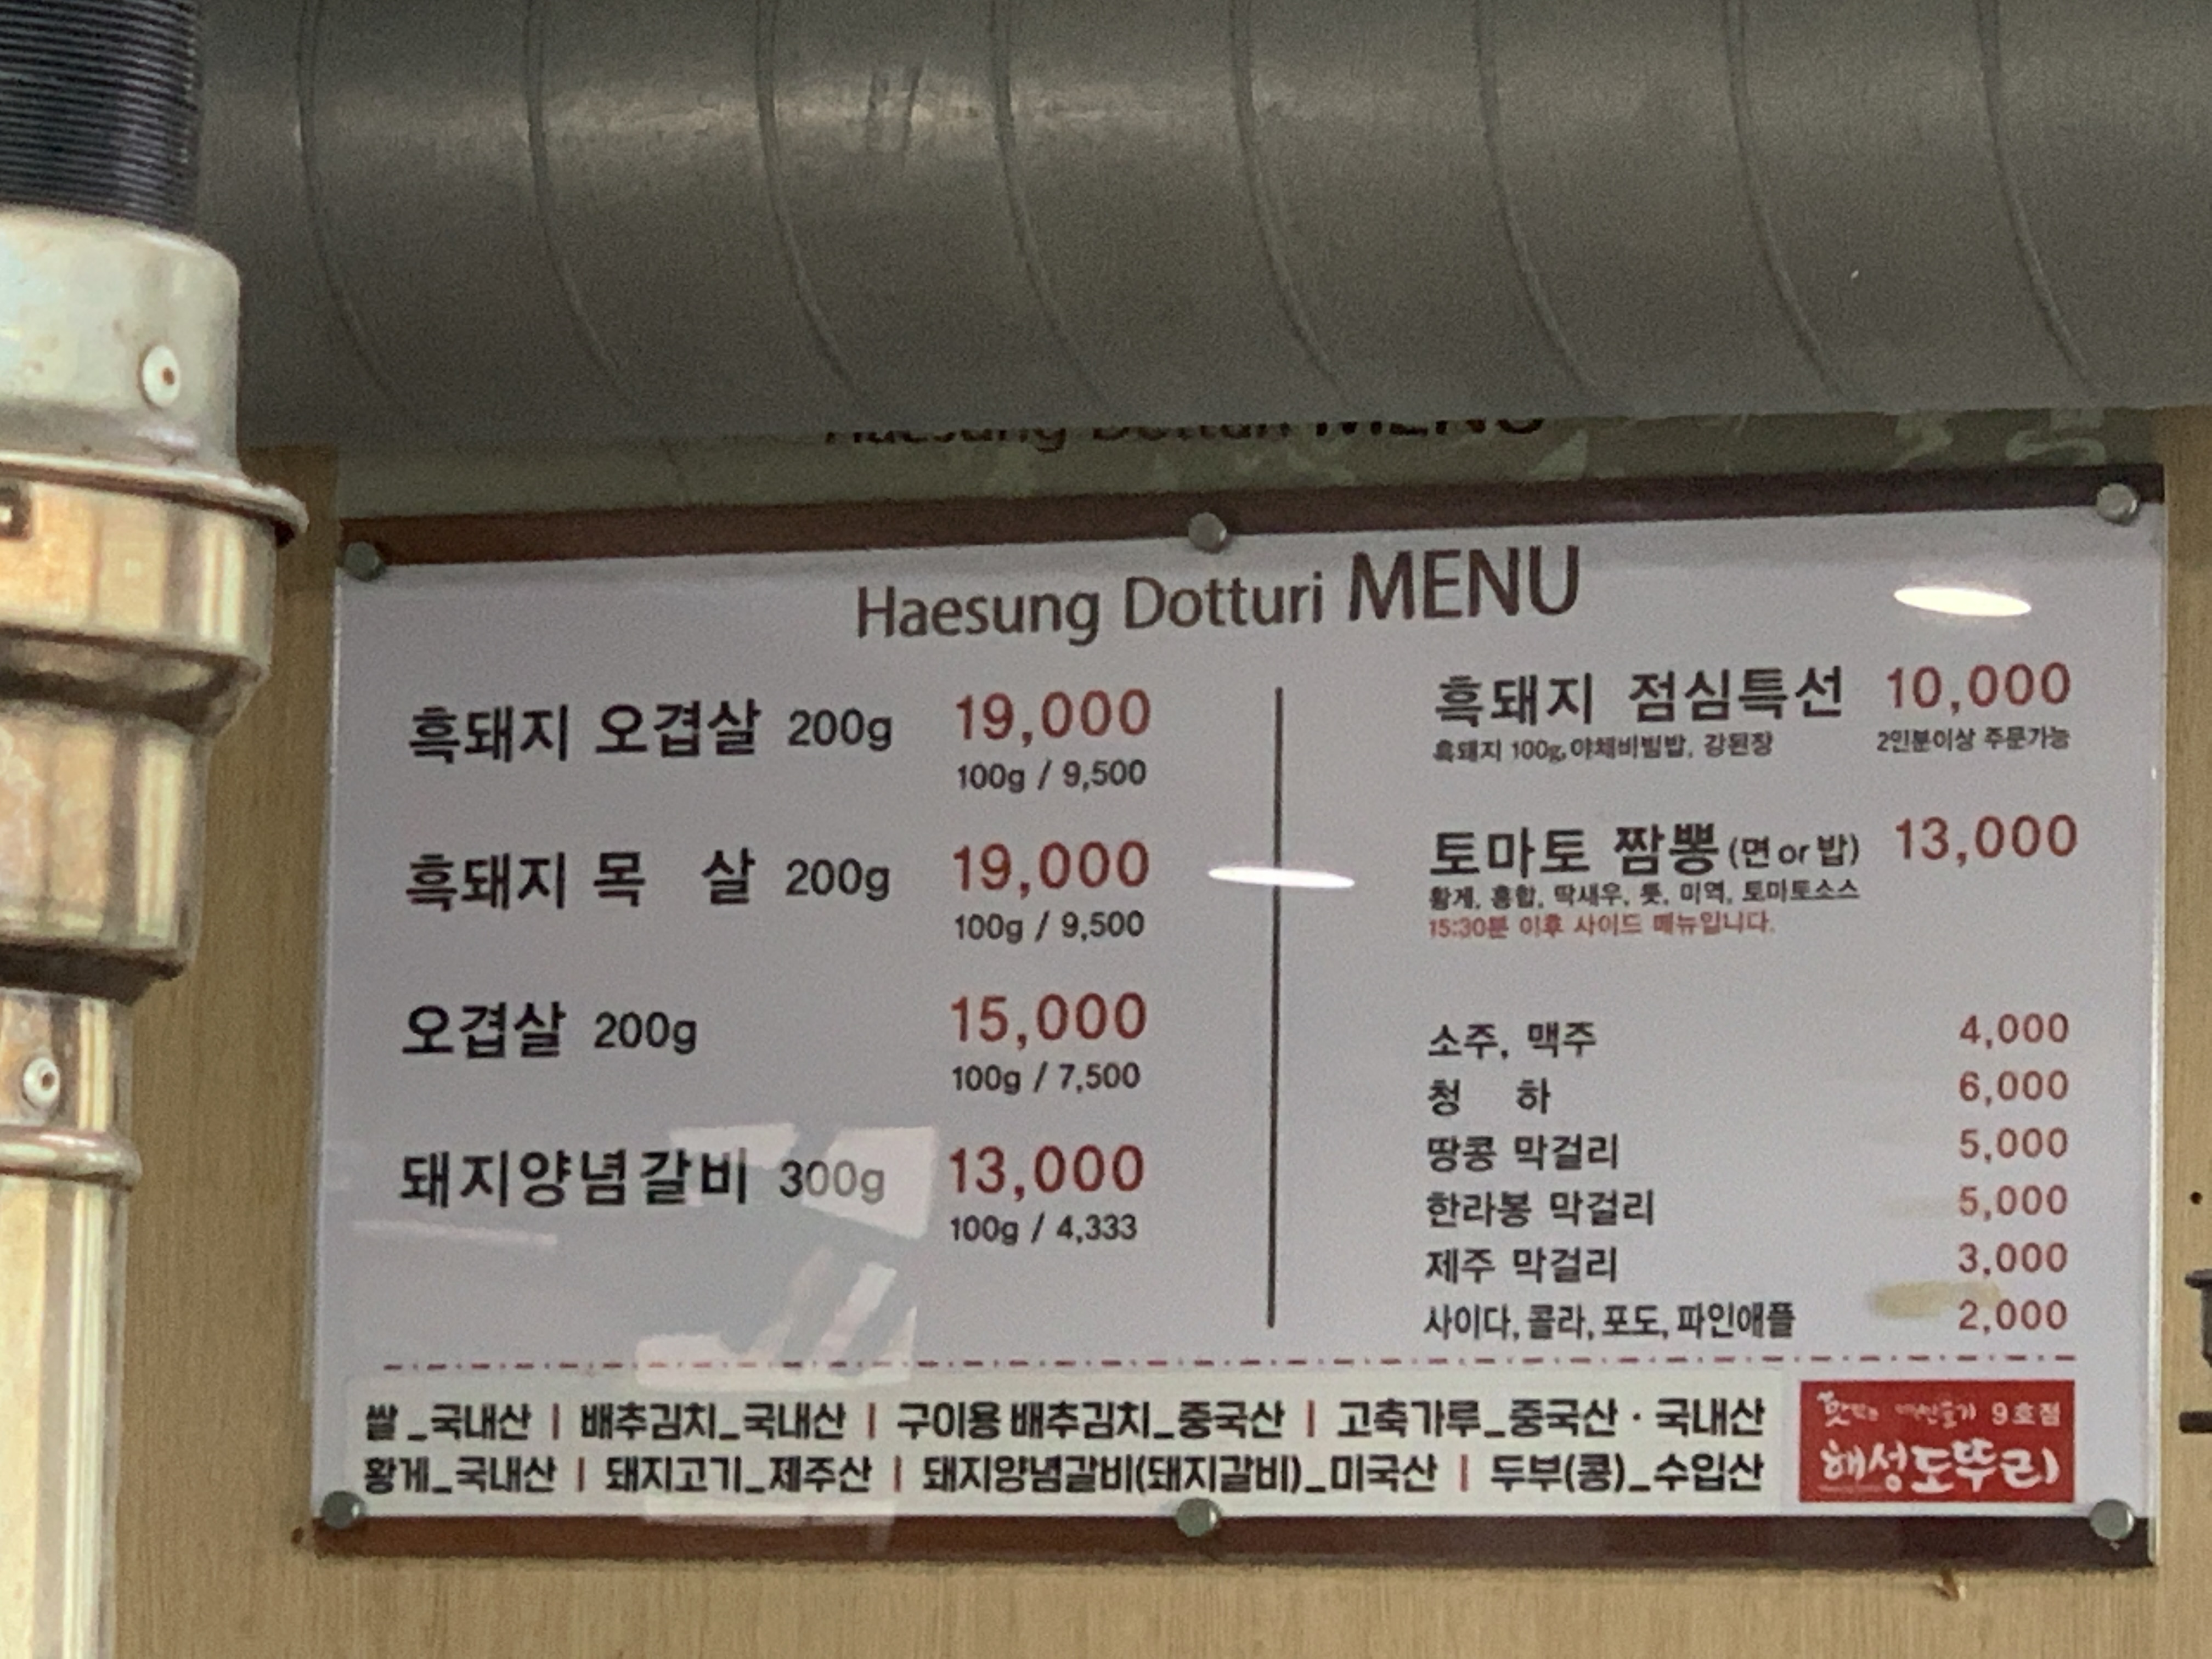 Haesung Dotturi MENU
Haesung Dotturi MENU
흑돼지 오겹살 200g 19,000
100g / 9,500
흑돼지 목 살 200g 19,000
100g / 9,500
오겹살 200g 15,000
100g / 7,500
돼지양념갈비 300g 13,000
100g / 4,333
흑돼지 점심특선 10,000
흑돼지 100g, 야채비빔밥, 강된장 2인분이상 주문가능
토마토 짬뽕 (면 or 밥) 13,000
황게, 홍합, 딱새우, 톳, 미역, 토마토소스
15:30분 이후 사이드 메뉴입니다.
소주, 맥주 4,000
청 하 6,000
땅콩 막걸리 5,000
한라봉 막걸리 5,000
제주 막걸리 3,000
사이다, 콜라, 포도, 파인애플 2,000
쌀_국내산 | 배추김치_국내산 | 구이용 배추김치_중국산 | 고축가루_중국산 · 국내산
황게_국내산 | 돼지고기_제주산 | 돼지양념갈비(돼지갈비)_미국산 | 두부(콩)_수입산
9호점
해성도뚜리